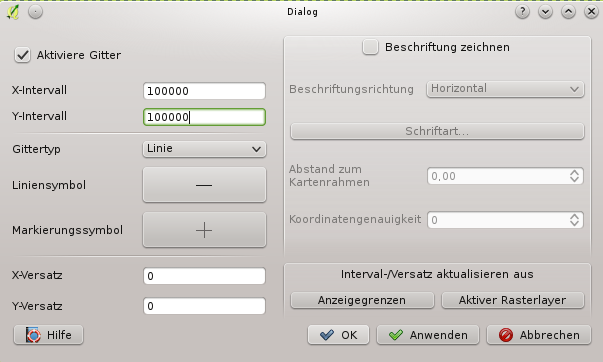 Dialog
Aktiviere Gitter
X-Intervall 100000
Y-Intervall 100000
Gittertyp Linie
Liniensymbol
Markierungssymbol
X-Versatz 0
Y-Versatz 0
Beschriftung zeichnen
Beschriftungsrichtung Horizontal
Schriftart...
Abstand zum
Kartenrahmen 0,00
Koordinatengenauigkeit 0
Interval-/Versatz aktualisieren aus
Anzeigegrenzen Aktiver Rasterlayer
Hilfe OK Anwenden Abbrechen